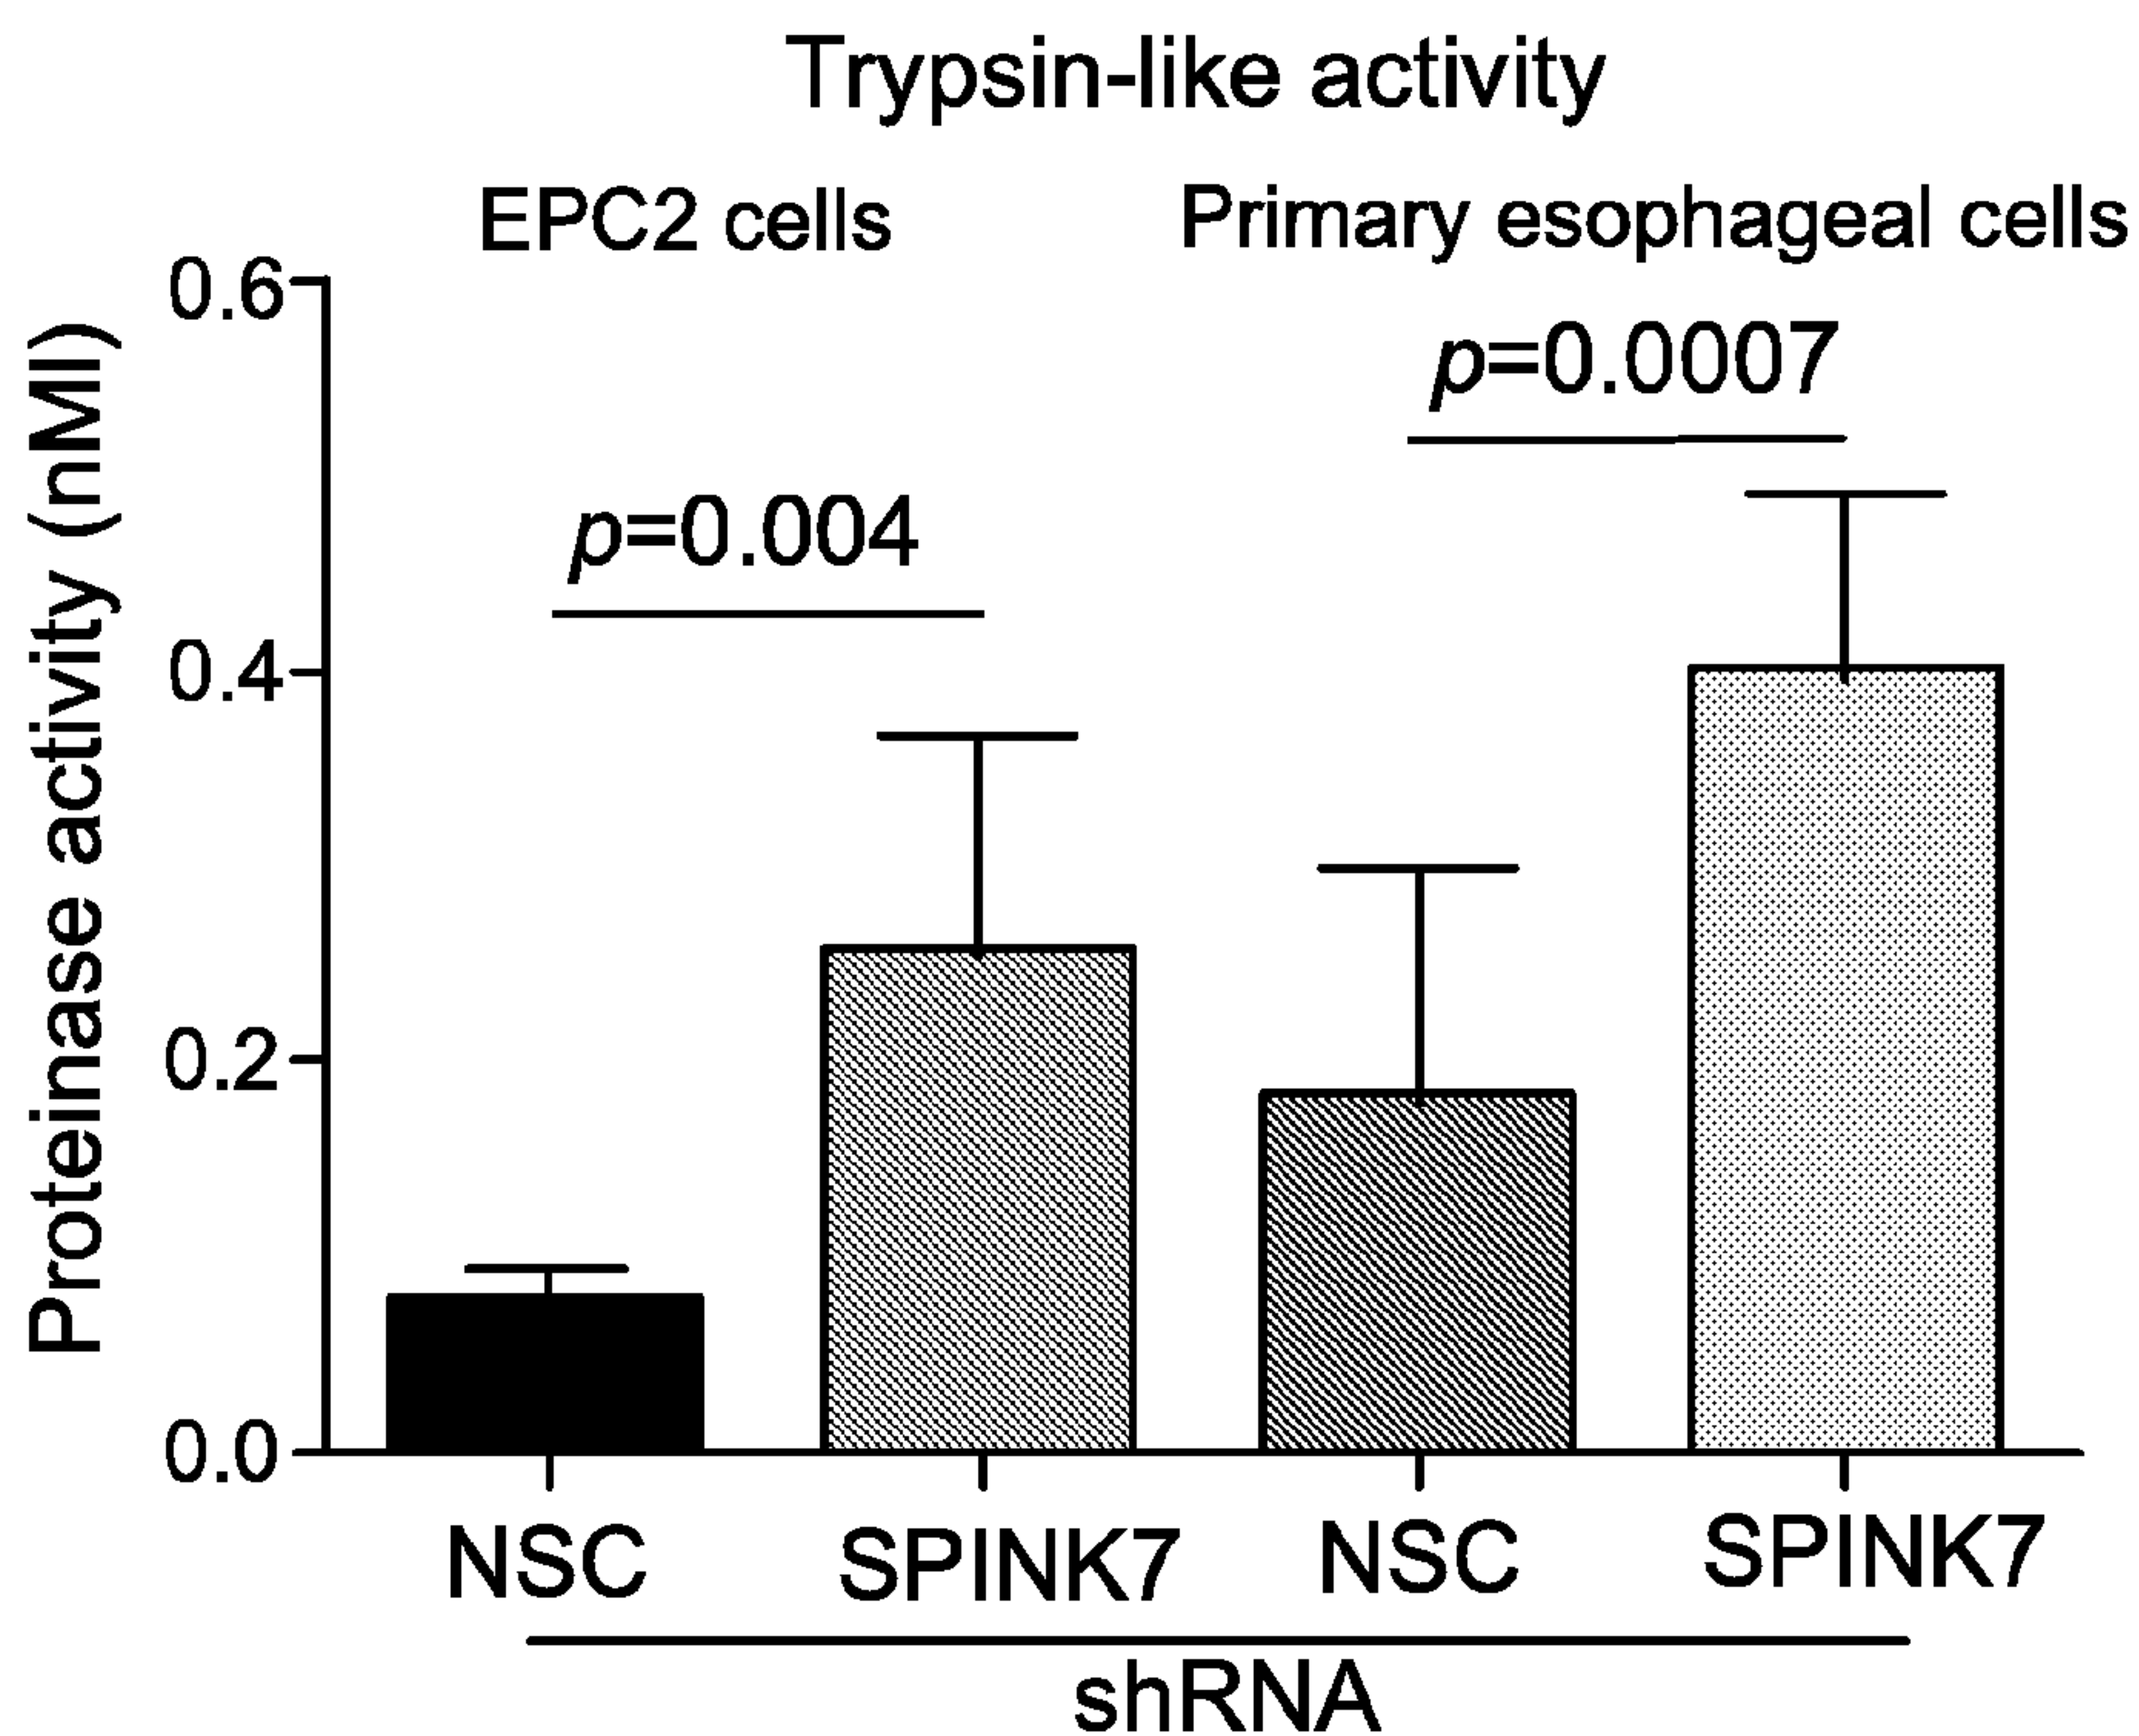 Trypsin-like activity
EPC2 cells
Primary esophageal cells
Proteinase activity (nMl)
0.6
0.4
0.2
0.0
p=0.004
p=0.0007
NSC
SPINK7
NSC
SPINK7
shRNA